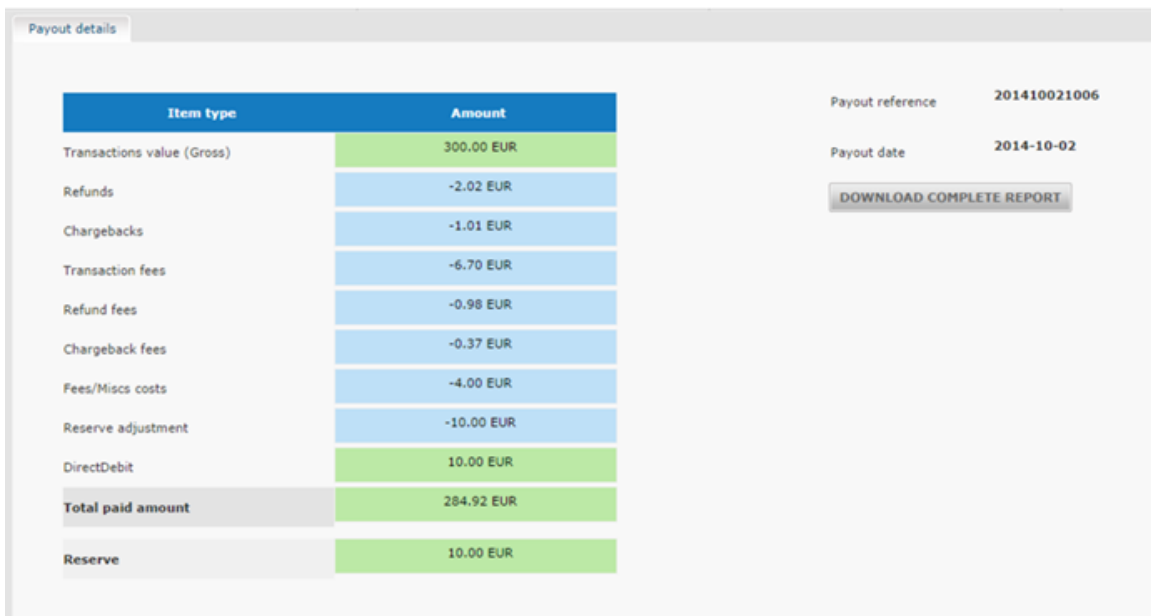 Payout details
Item type Amount
Transactions value (Gross) 300.00 EUR
Refunds -2.02 EUR
Chargebacks -1.01 EUR
Transaction fees -6.70 EUR
Refund fees -0.98 EUR
Chargeback fees -0.37 EUR
Fees/Miscs costs -4.00 EUR
Reserve adjustment -10.00 EUR
DirectDebit 10.00 EUR
Total paid amount 284.92 EUR
Reserve 10.00 EUR
Payout reference 201410021006
Payout date 2014-10-02
DOWNLOAD COMPLETE REPORT